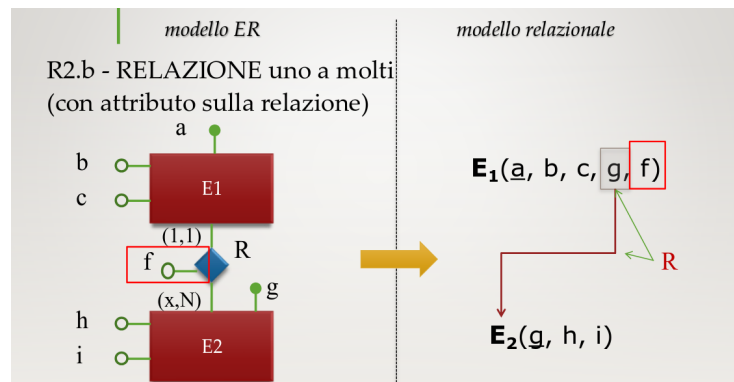 modello ER
modello relazionale
R2.b - RELAZIONE uno a molti
(con attributo sulla relazione)
a
b
E1
c
(1,1)
f
R
(x,N)
g
h
E2
i
E1(a, b, c, g, f)
R
E2(g, h, i)